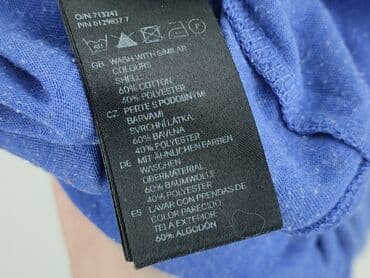 O/N 713242
P/N 0129037 7
GB: WASH WITH SIMILAR
COLOURS
SHELL:
60% COTTON
40% POLYESTER
CZ: PERTE S PODOBNÝMI
BARVAMI
SVRCHNÍ LÁTKA:
60% BAVLNA
40% POLYESTER
DE: MIT ÄHNLICHEN FARBEN
WASCHEN
OBERMATERIAL:
60% BAUMWOLLE
40% POLYESTER
ES: LAVAR CON PRENDAS DE
COLOR PARECIDO
TELA EXTERIOR:
60% ALGODÓN